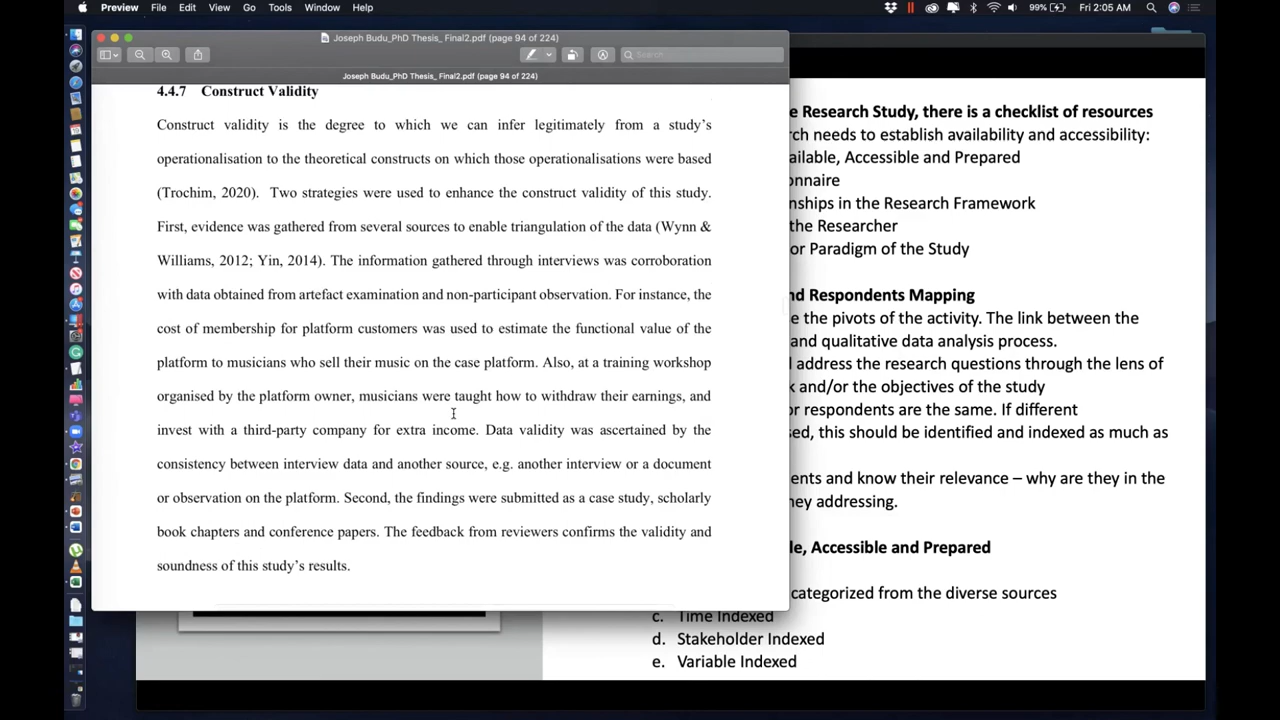 Preview File Edit View Go Tools Window Help 99% Fri 2:05 AM
Joseph Budu_PhD Thesis_ Final2.pdf (page 94 of 224)
Search
Joseph Budu_PhD Thesis_ Final2.pdf (page 94 of 224)
4.4.7 Construct Validity
Construct validity is the degree to which we can infer legitimately from a study's
operationalisation to the theoretical constructs on which those operationalisations were based
(Trochim, 2020). Two strategies were used to enhance the construct validity of this study.
First, evidence was gathered from several sources to enable triangulation of the data (Wynn &
Williams, 2012; Yin, 2014). The information gathered through interviews was corroboration
with data obtained from artefact examination and non-participant observation. For instance, the
cost of membership for platform customers was used to estimate the functional value of the
platform to musicians who sell their music on the case platform. Also, at a training workshop
organised by the platform owner, musicians were taught how to withdraw their earnings, and
invest with a third-party company for extra income. Data validity was ascertained by the
consistency between interview data and another source, e.g. another interview or a document
or observation on the platform. Second, the findings were submitted as a case study, scholarly
book chapters and conference papers. The feedback from reviewers confirms the validity and
soundness of this study's results.
e Research Study, there is a checklist of resources
rch needs to establish availability and accessibility:
ailable, Accessible and Prepared
onnaire
nships in the Research Framework
the Researcher
or Paradigm of the Study
nd Respondents Mapping
e the pivots of the activity. The link between the
and qualitative data analysis process.
l address the research questions through the lens of
k and/or the objectives of the study
or respondents are the same. If different
sed, this should be identified and indexed as much as
ents and know their relevance – why are they in the
hey addressing.
le, Accessible and Prepared
categorized from the diverse sources
c. Time Indexed
d. Stakeholder Indexed
e. Variable Indexed